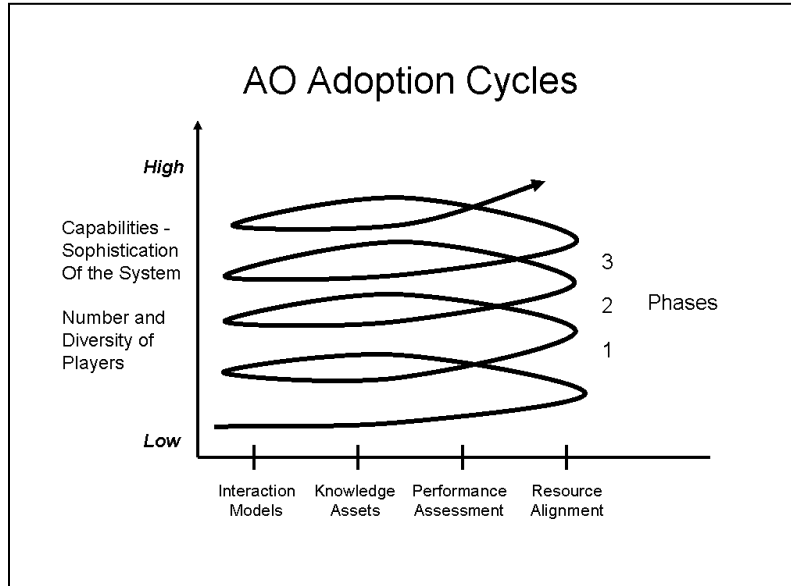 AO Adoption Cycles
High
Capabilities -
Sophistication
Of the System
Number and
Diversity of
Players
Low
3
2
1
Phases
Interaction
Models
Knowledge
Assets
Performance
Assessment
Resource
Alignment